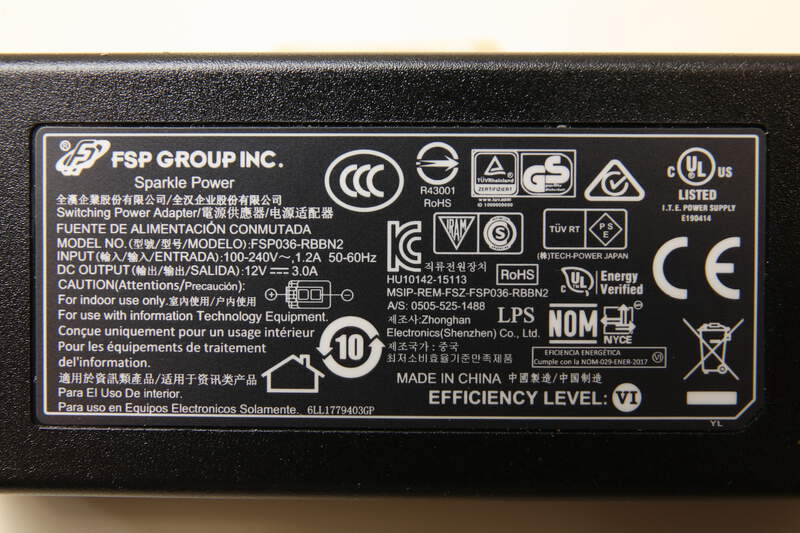 ® FSP GROUP INC.
Sparkle Power
全漢企業股份有限公司/全汉企业股份有限公司
Switching Power Adapter/電源供應器/电源适配器
FUENTE DE ALIMENTACIÓN CONMUTADA
MODEL NO.(型號/型号/MODELO):FSP036-RBBN2
INPUT(輸入/输入/ENTRADA):100-240V~,1.2A 50-60Hz
DC OUTPUT(輸出/输出/SALIDA):12V 3.0A
CAUTION(Attentions/Precaución):
For indoor use only.室內使用/户内使用
For use with information Technology Equipment.
Conçue uniquement pour un usage intérieur
Pour les équipements de traitement
del'information.
適用於資訊類產品/适用于资讯类产品
Para El Uso De interior.
Para uso en Equipos Electronicos Solamente.
6LL1779403GP
10
CCC
R43001
RoHS
TÜVRheinland
ZERTIFIZIERT
www.tuv.com
GS
c UL US
LISTED
I.T.E. POWER SUPPLY
E190414
IRAM
S
TÜV RT
PS
E
(株)TECH-POWER JAPAN
직류전원장치
RoHS
HU10142-15113
MSIP-REM-FSZ-FSP036-RBBN2
A/S: 0505-525-1488
제조사:Zhonghan
Electronics(Shenzhen) Co., Ltd.
제조국가: 중국
최저소비효율기준만족제품
LPS
c UL
Energy
Verified
CE
NOM
NYCE
EFICIENCIA ENERGÉTICA
Cumple con la NOM-029-ENER-2017
VI
MADE IN CHINA 中國製造/中国制造
EFFICIENCY LEVEL: VI
YL